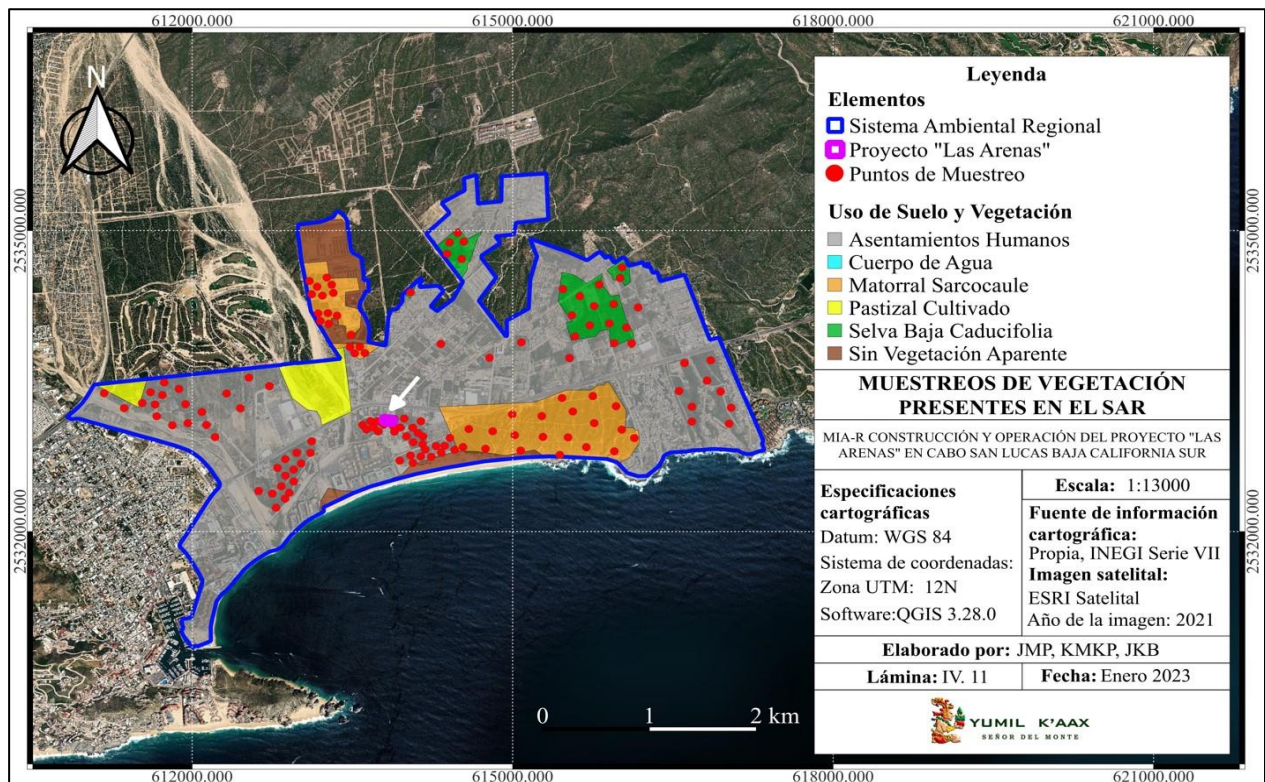 612000.000 615000.000 618000.000 621000.000
N
2535000.000
2535000.000
2532000.000
2532000.000
Leyenda
Elementos
Sistema Ambiental Regional
Proyecto "Las Arenas"
Puntos de Muestreo
Uso de Suelo y Vegetación
Asentamientos Humanos
Cuerpo de Agua
Matorral Sarcocaule
Pastizal Cultivado
Selva Baja Caducifolia
Sin Vegetación Aparente
MUESTREOS DE VEGETACIÓN
PRESENTES EN EL SAR
MIA-R CONSTRUCCIÓN Y OPERACIÓN DEL PROYECTO "LAS
ARENAS" EN CABO SAN LUCAS BAJA CALIFORNIA SUR
Especificaciones
cartográficas
Datum: WGS 84
Sistema de coordenadas:
Zona UTM: 12N
Software:QGIS 3.28.0
Escala: 1:13000
Fuente de información
cartográfica:
Propia, INEGI Serie VII
Imagen satelital:
ESRI Satelital
Año de la imagen: 2021
Elaborado por: JMP, KMKP, JKB
Lámina: IV. 11
Fecha: Enero 2023
YUMIL K'AAX
SEÑOR DEL MONTE
0 1 2 km
612000.000 615000.000 618000.000 621000.000